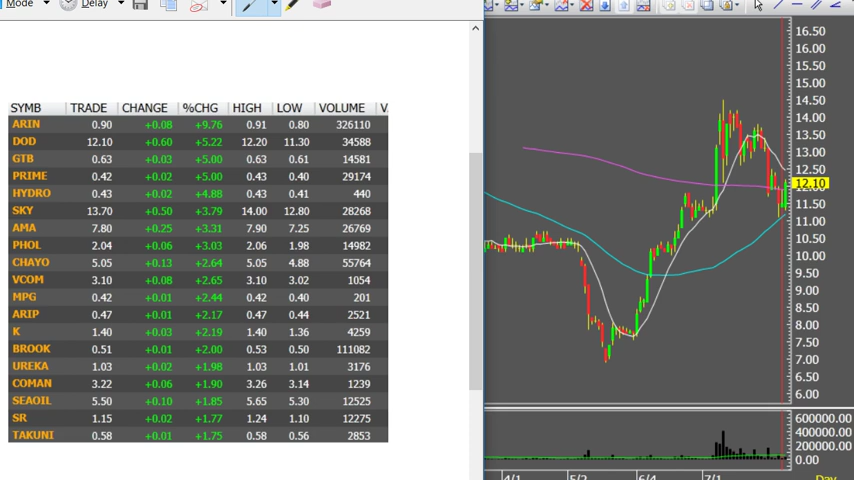 Mode Delay
SYMB TRADE CHANGE %CHG HIGH LOW VOLUME V.
ARIN 0.90 +0.08 +9.76 0.91 0.80 326110
DOD 12.10 +0.60 +5.22 12.20 11.30 34588
GTB 0.63 +0.03 +5.00 0.63 0.61 14581
PRIME 0.42 +0.02 +5.00 0.42 0.40 29174
HYDRO 0.43 +0.02 +4.88 0.43 0.41 440
SKY 13.70 +0.50 +3.79 14.00 12.80 28268
AMA 7.80 +0.25 +3.31 7.90 7.25 26769
PHOL 2.04 +0.06 +3.03 2.06 1.98 14982
CHAYO 5.05 +0.13 +2.64 5.05 4.88 55764
VCOM 3.10 +0.08 +2.65 3.10 3.02 1054
MPG 0.42 +0.01 +2.44 0.42 0.40 201
ARIP 0.47 +0.01 +2.17 0.47 0.44 2521
K 1.40 +0.03 +2.19 1.40 1.36 4259
BROOK 0.51 +0.01 +2.00 0.53 0.50 111082
UREKA 1.03 +0.02 +1.98 1.03 1.01 3176
COMAN 3.22 +0.06 +1.90 3.26 3.14 1239
SEAOIL 5.50 +0.10 +1.85 5.65 5.30 12525
SR 1.15 +0.02 +1.77 1.24 1.10 12275
TAKUNI 0.58 +0.01 +1.75 0.58 0.56 2853
16.50
16.00
15.50
15.00
14.50
14.00
13.50
13.00
12.50
12.10
11.50
11.00
10.50
10.00
9.50
9.00
8.50
8.00
7.50
7.00
6.50
6.00
600000.00
400000.00
200000.00
0.00
4/1 5/2 6/4 7/1 Day